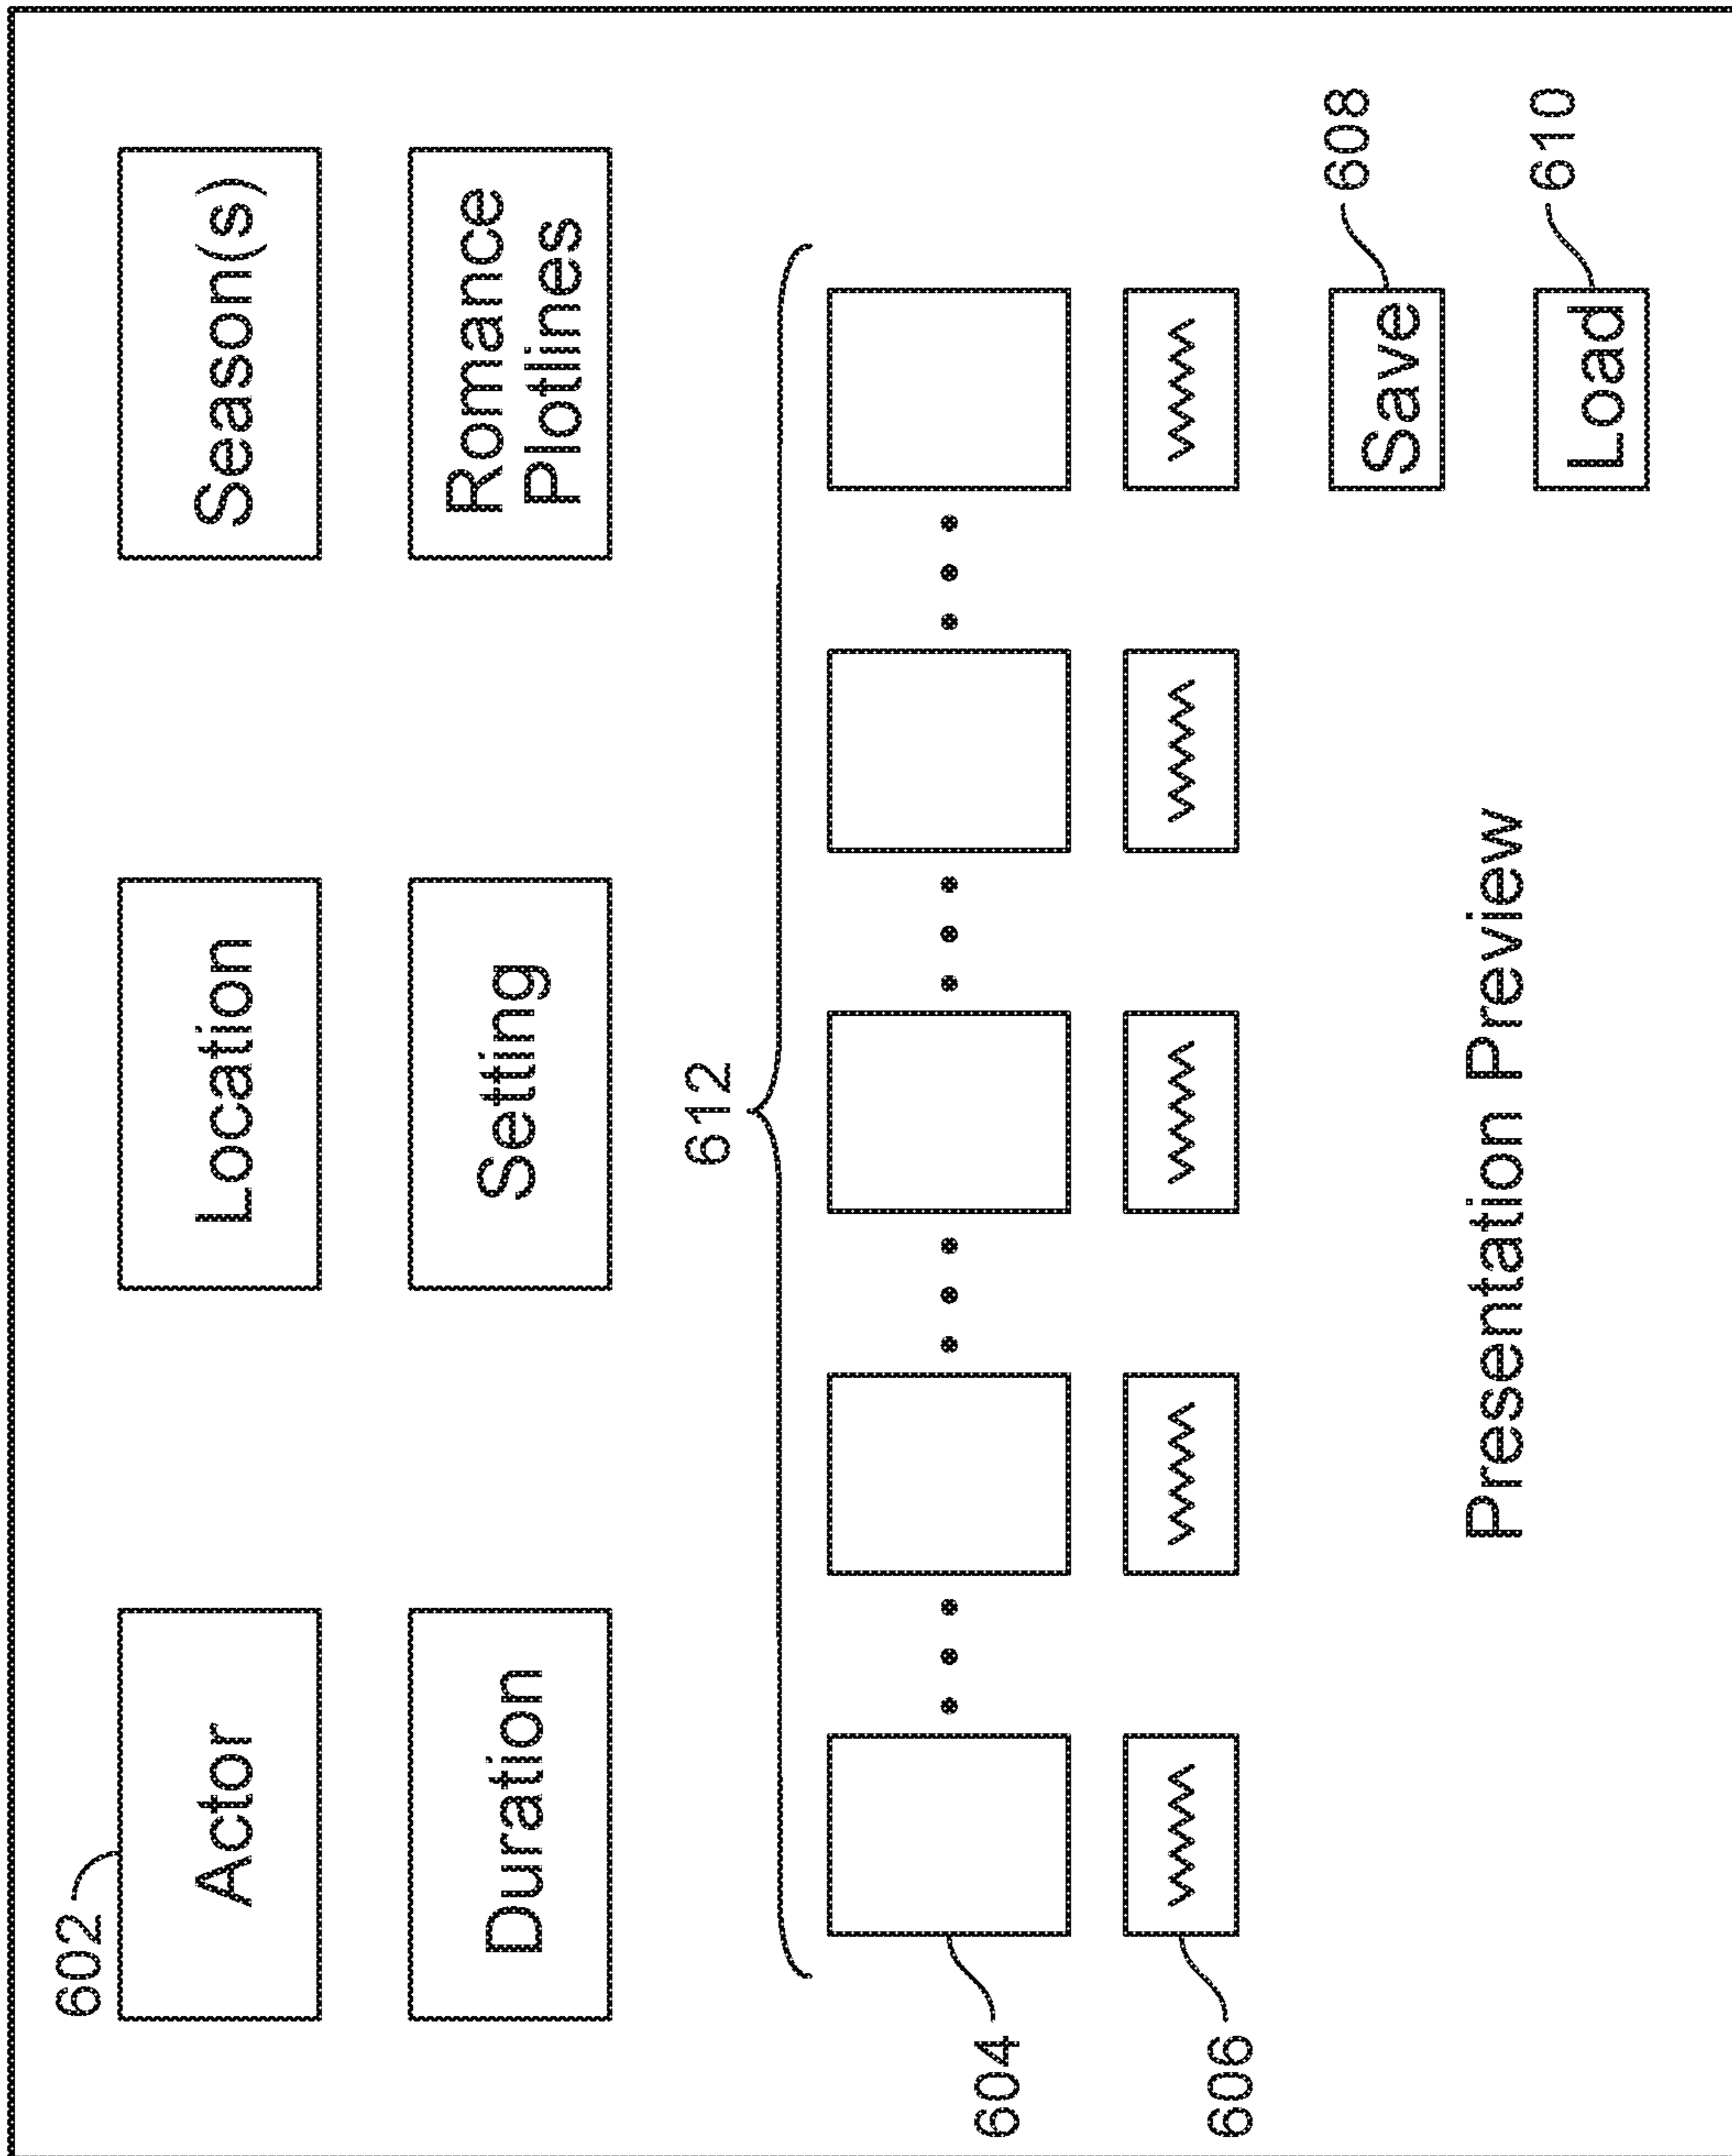 602
Actor
Location
Season(s)
Duration
Setting
Romance
Plotlines
612
604
606
608
Save
Presentation Preview
610
Load